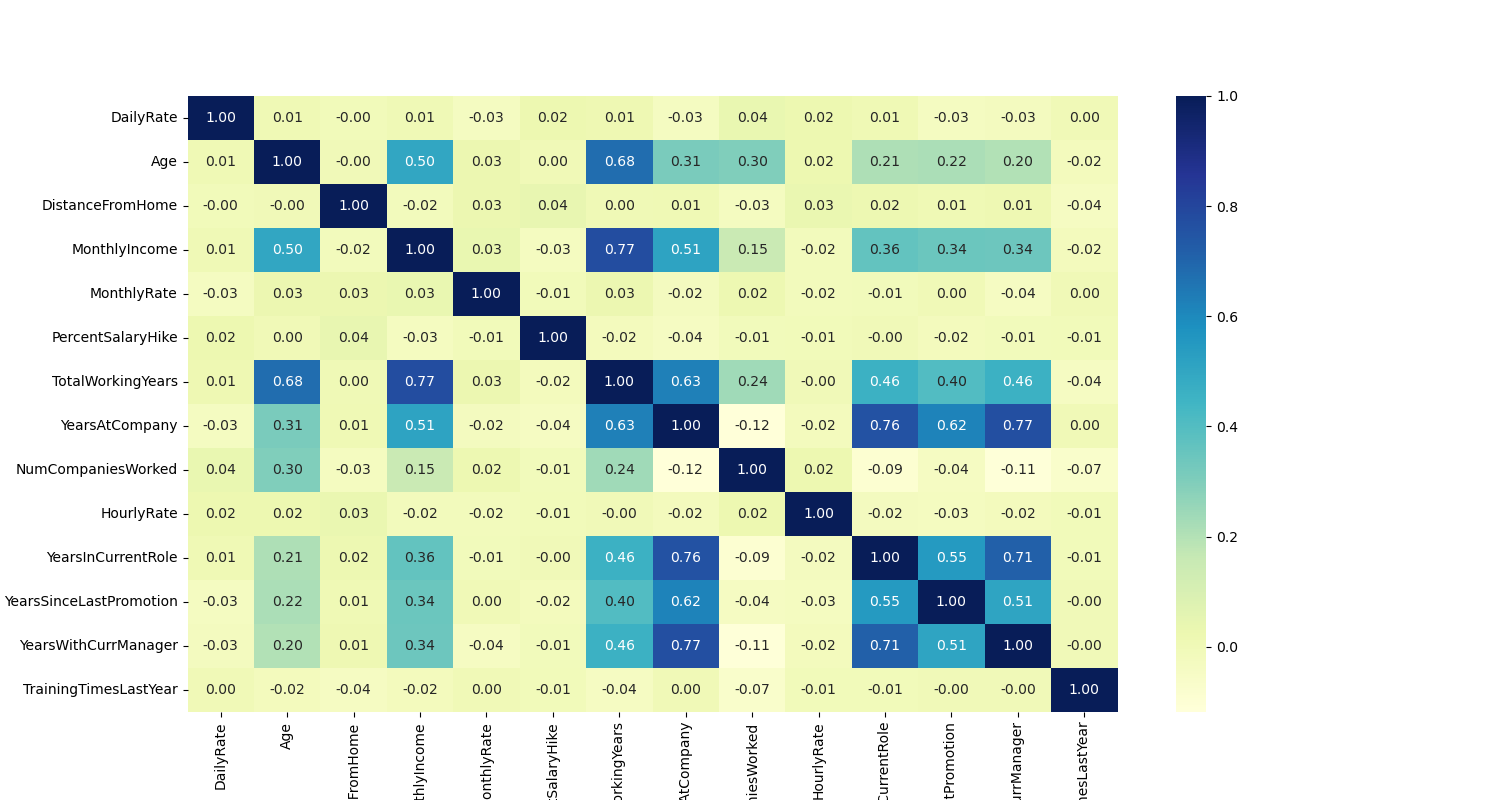 DailyRate 1.00 0.01 -0.00 0.01 -0.03 0.02 0.01 -0.03 0.04 0.02 0.01 -0.03 -0.03 0.00
Age 0.01 1.00 -0.00 0.50 0.03 0.00 0.68 0.31 0.30 0.02 0.21 0.22 0.20 -0.02
DistanceFromHome -0.00 -0.00 1.00 -0.02 0.03 0.04 0.00 0.01 -0.03 0.03 0.02 0.01 0.01 -0.04
MonthlyIncome 0.01 0.50 -0.02 1.00 0.03 -0.03 0.77 0.51 0.15 -0.02 0.36 0.34 0.34 -0.02
MonthlyRate -0.03 0.03 0.03 0.03 1.00 -0.01 0.03 -0.02 0.02 -0.02 -0.01 0.00 -0.04 0.00
PercentSalaryHike 0.02 0.00 0.04 -0.03 -0.01 1.00 -0.02 -0.04 -0.01 -0.01 -0.00 -0.02 -0.01 -0.01
TotalWorkingYears 0.01 0.68 0.00 0.77 0.03 -0.02 1.00 0.63 0.24 -0.00 0.46 0.40 0.46 -0.04
YearsAtCompany -0.03 0.31 0.01 0.51 -0.02 -0.04 0.63 1.00 -0.12 -0.02 0.76 0.62 0.77 0.00
NumCompaniesWorked 0.04 0.30 -0.03 0.15 0.02 -0.01 0.24 -0.12 1.00 0.02 -0.09 -0.04 -0.11 -0.07
HourlyRate 0.02 0.02 0.03 -0.02 -0.02 -0.01 -0.00 -0.02 0.02 1.00 -0.02 -0.03 -0.02 -0.01
YearsInCurrentRole 0.01 0.21 0.02 0.36 -0.01 -0.00 0.46 0.76 -0.09 -0.02 1.00 0.55 0.71 -0.01
YearsSinceLastPromotion -0.03 0.22 0.01 0.34 0.00 -0.02 0.40 0.62 -0.04 -0.03 0.55 1.00 0.51 -0.00
YearsWithCurrManager -0.03 0.20 0.01 0.34 -0.04 -0.01 0.46 0.77 -0.11 -0.02 0.71 0.51 1.00 -0.00
TrainingTimesLastYear 0.00 -0.02 -0.04 -0.02 0.00 -0.01 -0.04 0.00 -0.07 -0.01 -0.01 -0.00 -0.00 1.00
DailyRate
Age
FromHome
thlyIncome
onthlyRate
tSalaryHike
orkingYears
AtCompany
niesWorked
HourlyRate
CurrentRole
tPromotion
urrManager
nesLastYear
1.0
0.8
0.6
0.4
0.2
0.0